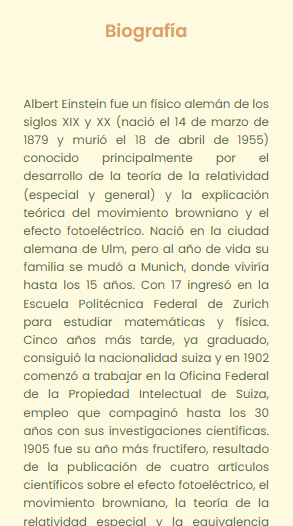 Biografía
Albert Einstein fue un físico alemán de los
siglos XIX y XX (nació el 14 de marzo de
1879 y murió el 18 de abril de 1955)
conocido principalmente por el
desarrollo de la teoría de la relatividad
(especial y general) y la explicación
teórica del movimiento browniano y el
efecto fotoeléctrico. Nació en la ciudad
alemana de Ulm, pero al año de vida su
familia se mudó a Munich, donde viviría
hasta los 15 años. Con 17 ingresó en la
Escuela Politécnica Federal de Zurich
para estudiar matemáticas y física.
Cinco años más tarde, ya graduado,
consiguió la nacionalidad suiza y en 1902
comenzó a trabajar en la Oficina Federal
de la Propiedad Intelectual de Suiza,
empleo que compaginó hasta los 30
años con sus investigaciones científicas.
1905 fue su año más fructífero, resultado
de la publicación de cuatro artículos
científicos sobre el efecto fotoeléctrico, el
movimiento browniano, la teoría de la
relatividad especial y la equivalencia